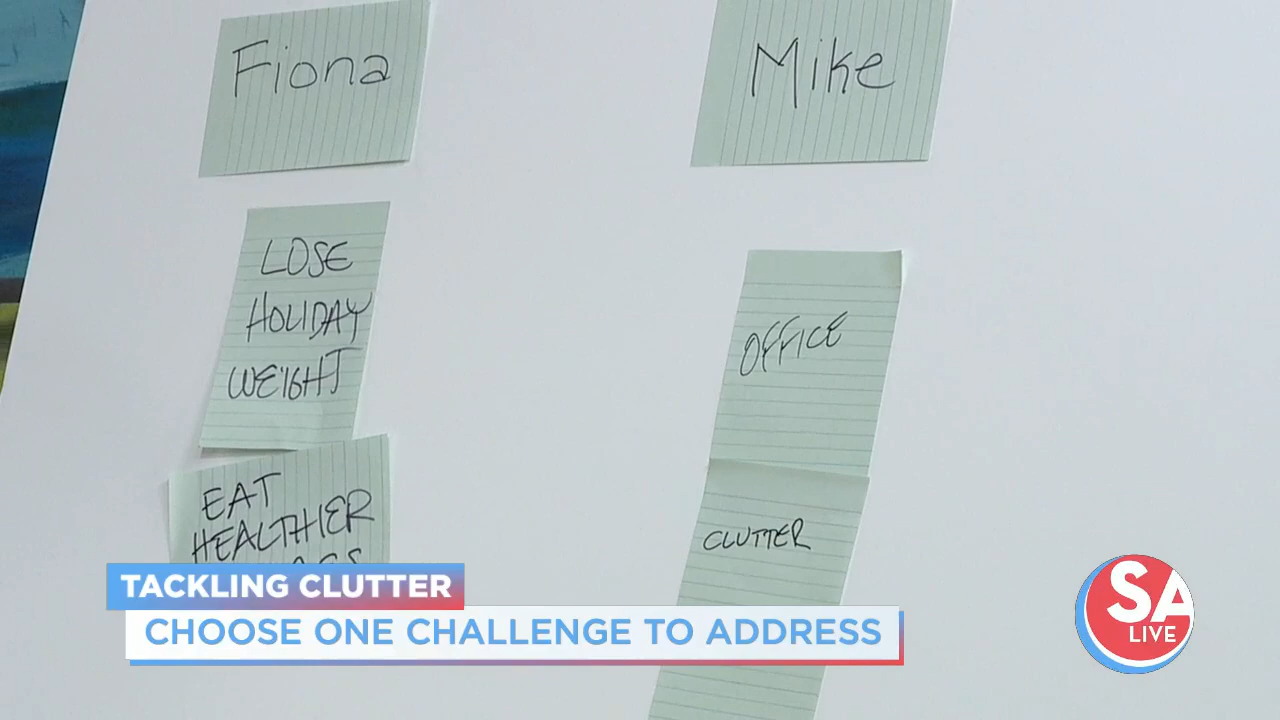 Fiona
LOSE
HOLIDAY
WEIGHT
EAT
HEALTHIER
Mike
OFFICE
CLUTTER
TACKLING CLUTTER
CHOOSE ONE CHALLENGE TO ADDRESS
SA
LIVE